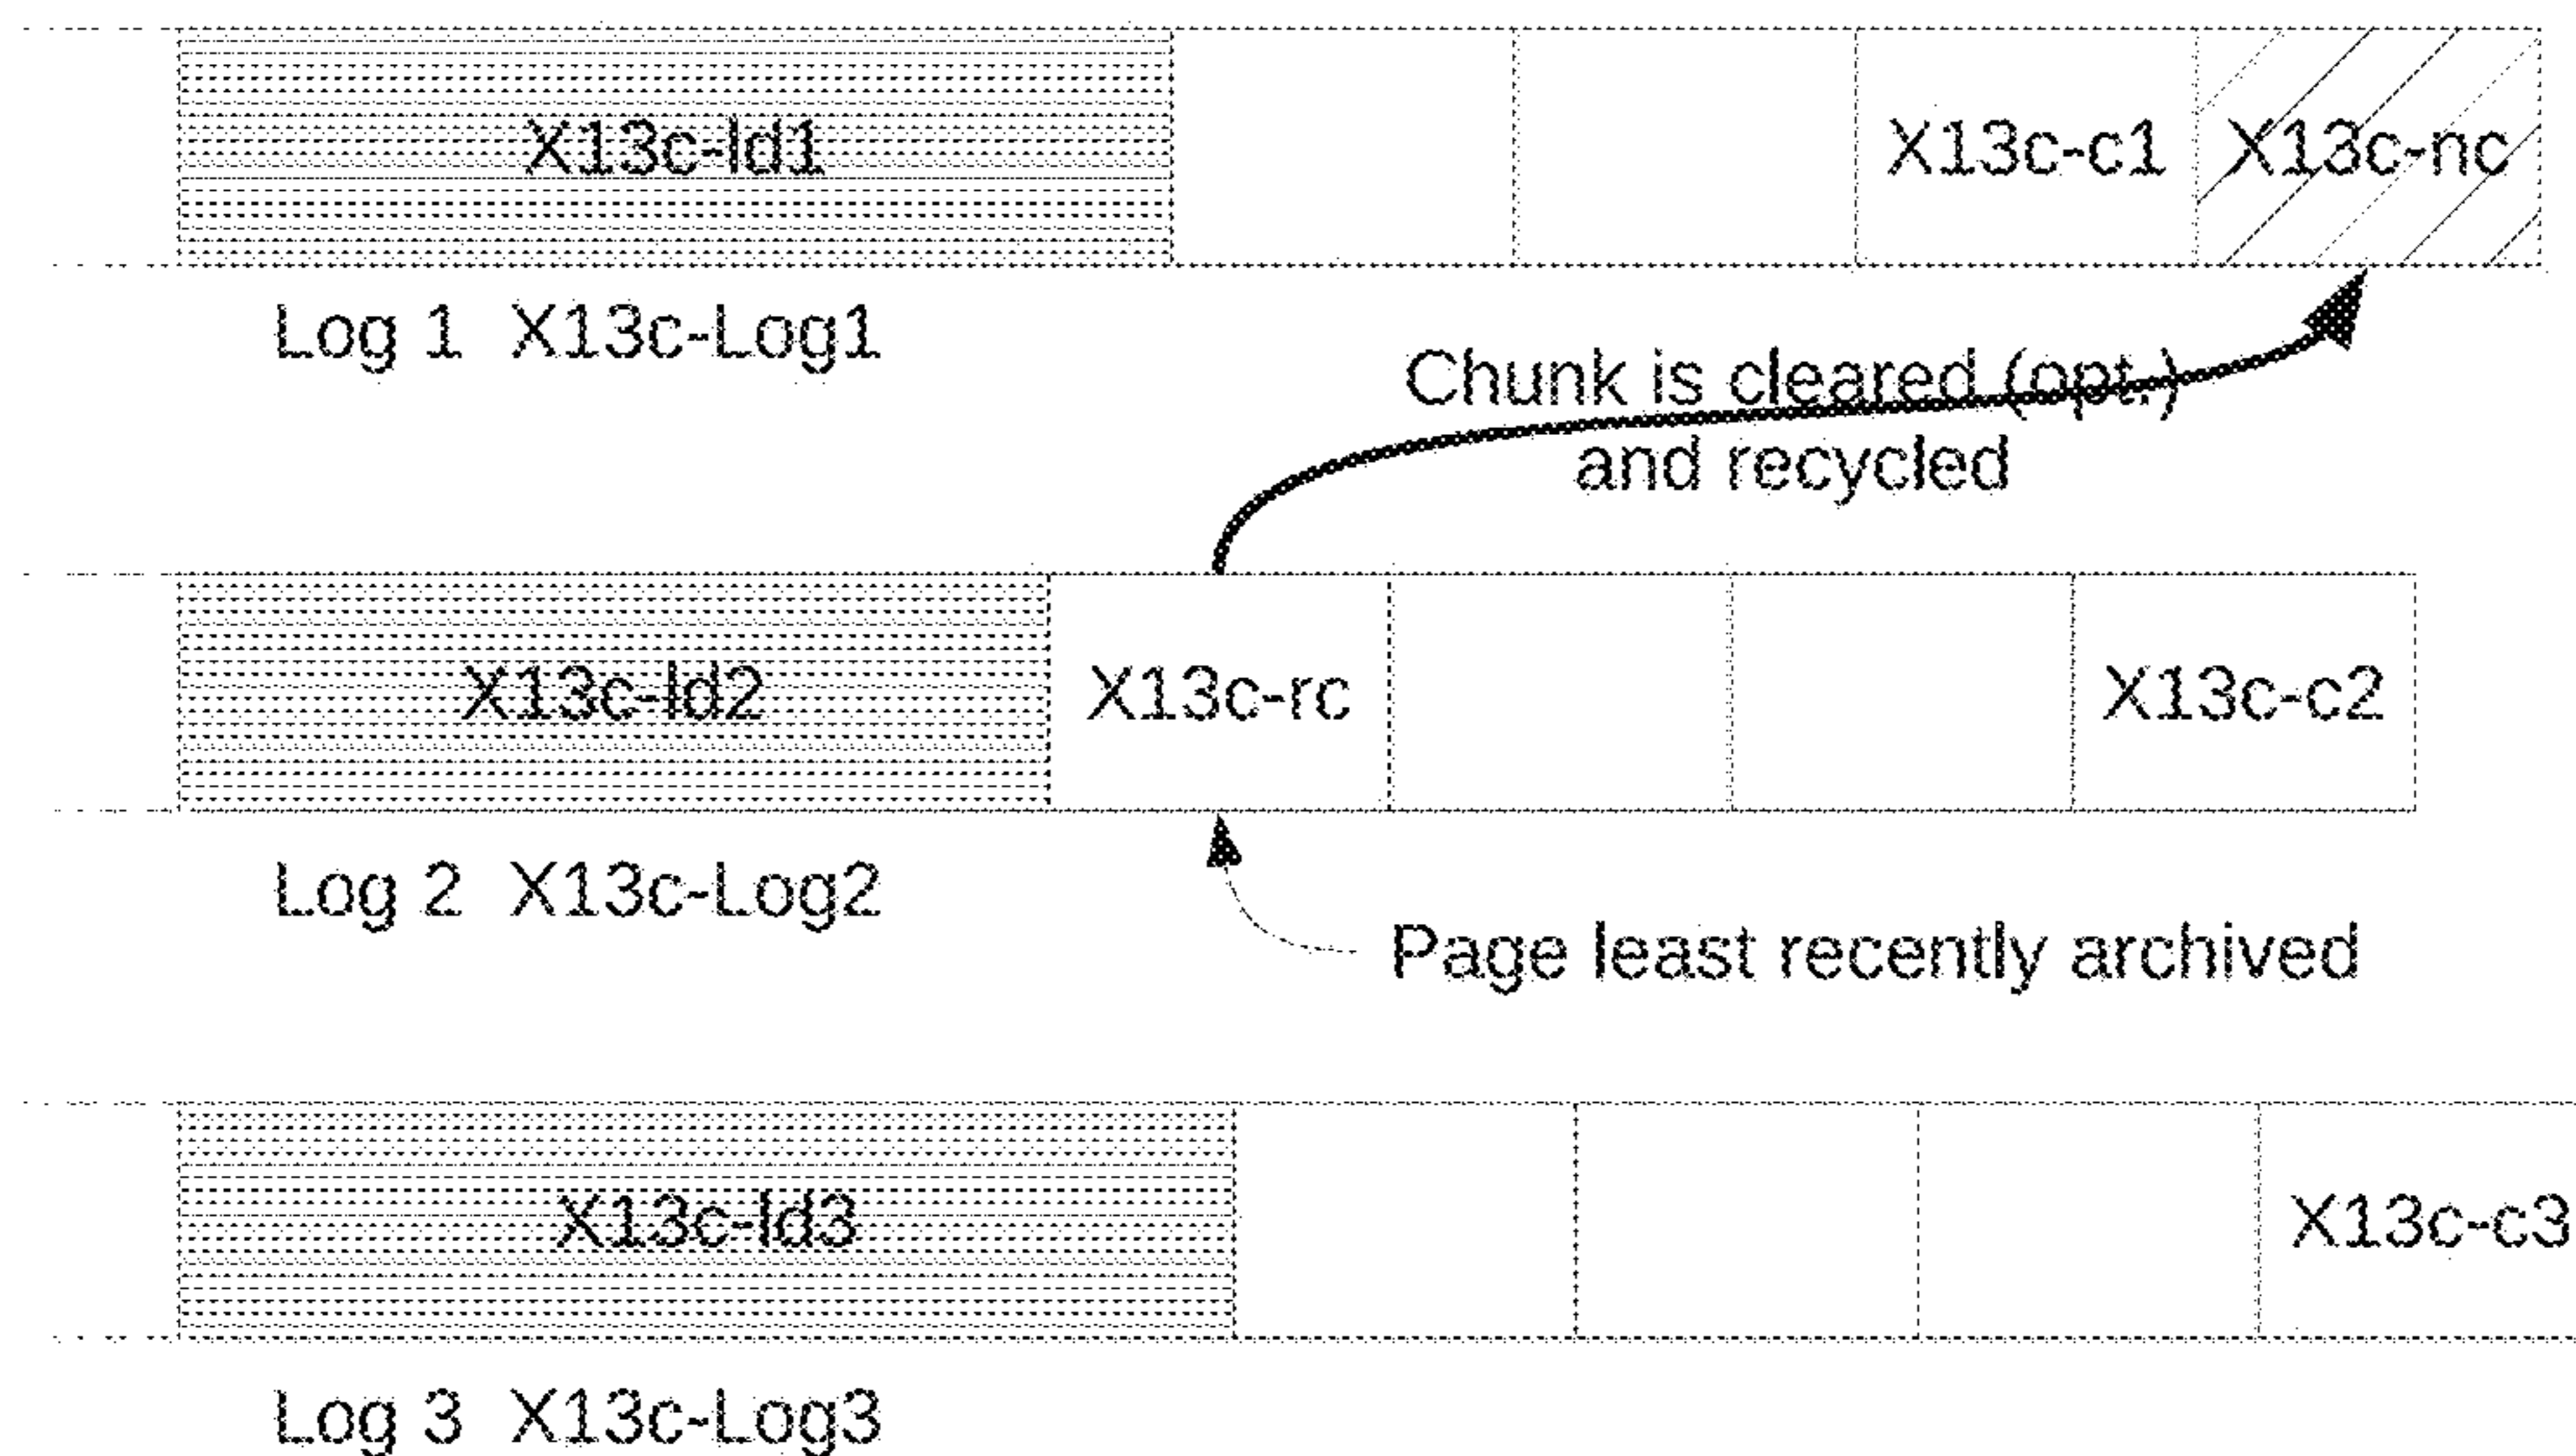 X13c-ld1
X13c-c1
X13c-nc
Log 1 X13c-Log1
Chunk is cleared (opt.)
and recycled
X13c-ld2
X13c-rc
X13c-c2
Log 2 X13c-Log2
Page least recently archived
X13c-ld3
X13c-c3
Log 3 X13c-Log3